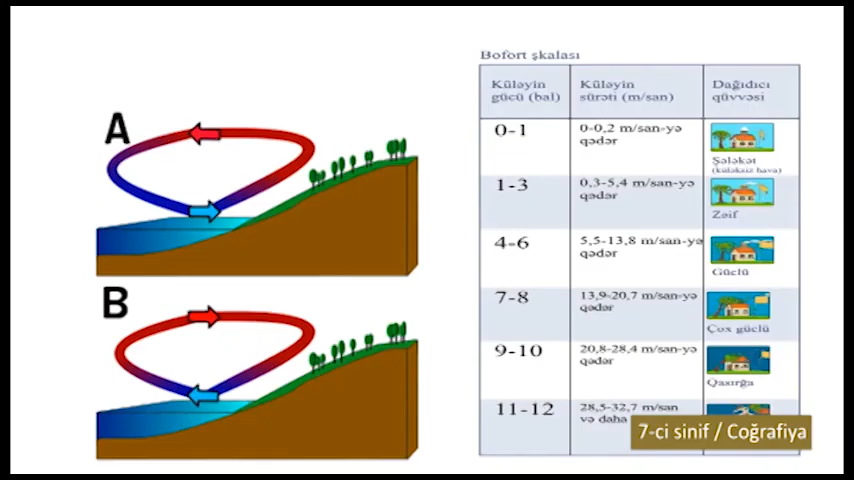 A
B
Bofort şkalası
Küləyin
gücü (bal)
Küləyin
sürəti (m/san)
Dağıdıcı
qüvvəsi
0-1
0-0,2 m/san-yə
qədər
Şələkət
(küləksiz hava)
1-3
0,3-5,4 m/san-yə
qədər
Zəif
4-6
5,5-13,8 m/san-yə
qədər
Güclü
7-8
13,9-20,7 m/san-yə
qədər
Çox güclü
9-10
20,8-28,4 m/san-yə
qədər
Qasırğa
11-12
28,5-32,7 m/san
və daha
7-ci sinif / Coğrafiya